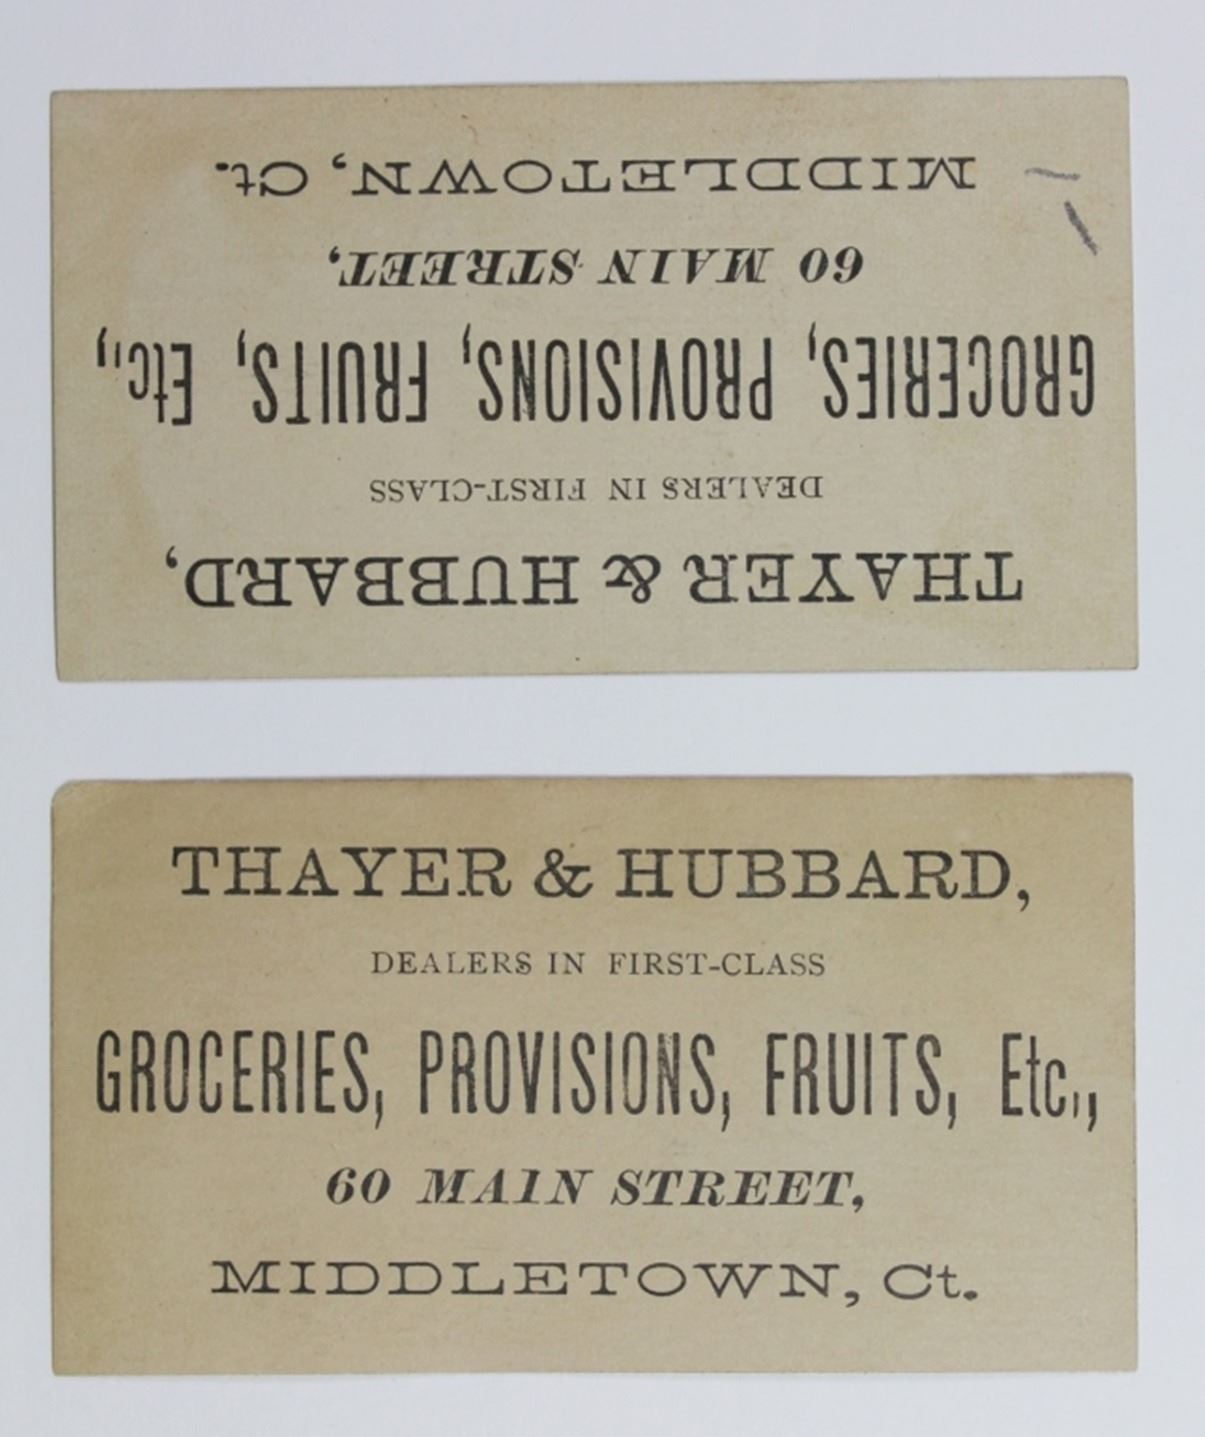 THAYER & HUBBARD,
DEALERS IN FIRST-CLASS
GROCERIES, PROVISIONS, FRUITS, Etc.,
60 MAIN STREET,
MIDDLETOWN, Ct.
THAYER & HUBBARD,
DEALERS IN FIRST-CLASS
GROCERIES, PROVISIONS, FRUITS, Etc.,
60 MAIN STREET,
MIDDLETOWN, Ct.